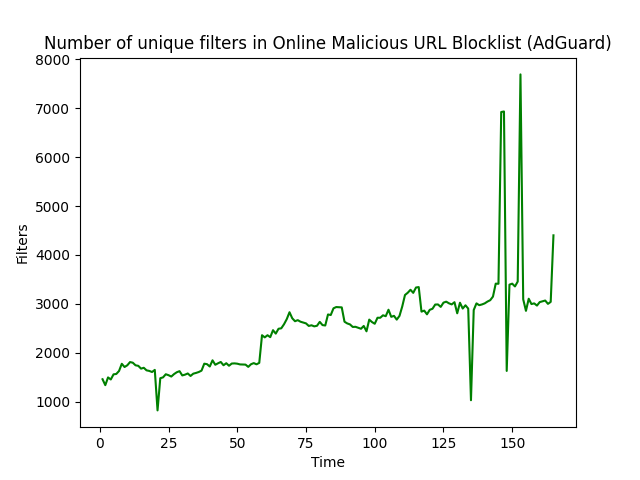 Number of unique filters in Online Malicious URL Blocklist (AdGuard)
8000
7000
6000
5000
4000
3000
2000
1000
Filters
0 25 50 75 100 125 150
Time